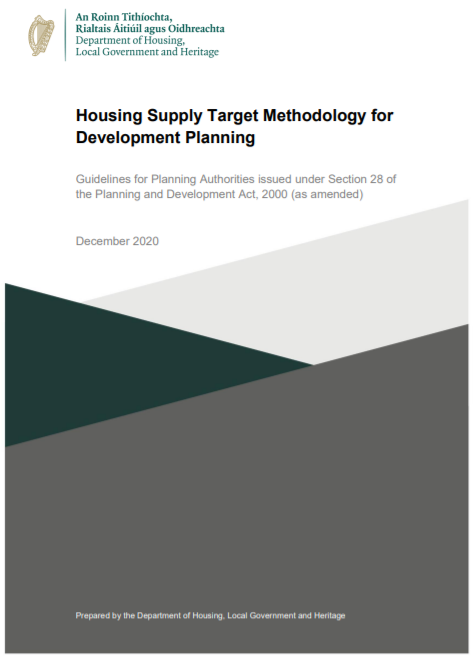 An Roinn Tithíochta,
Rialtais Áitiúil agus Oidhreachta
Department of Housing,
Local Government and Heritage
Housing Supply Target Methodology for
Development Planning
Guidelines for Planning Authorities issued under Section 28 of
the Planning and Development Act, 2000 (as amended)
December 2020
Prepared by the Department of Housing, Local Government and Heritage